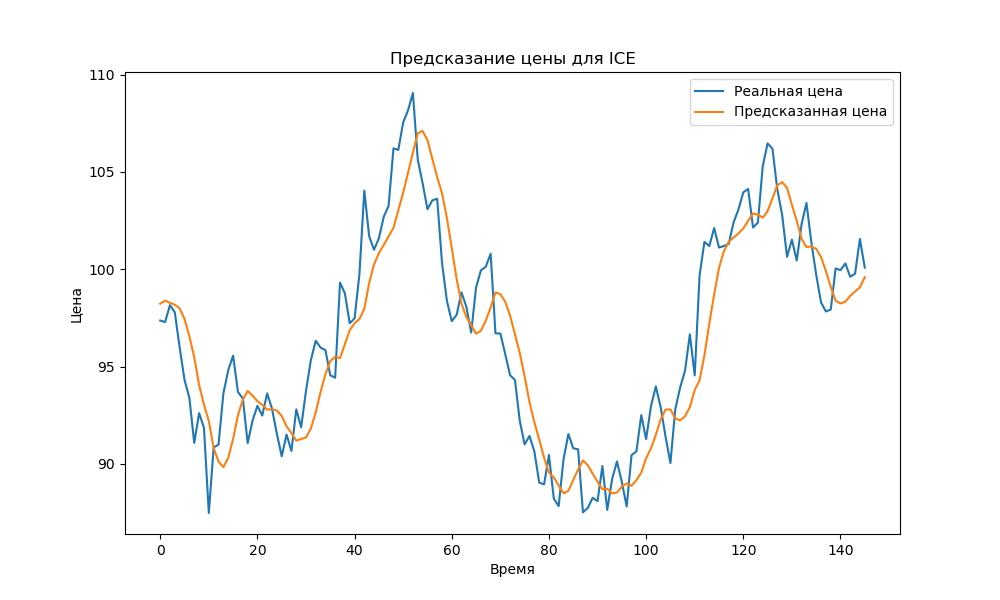 Предсказание цены для ICE
Реальная цена
Предсказанная цена
110
105
100
95
90
Цена
0 20 40 60 80 100 120 140
Время